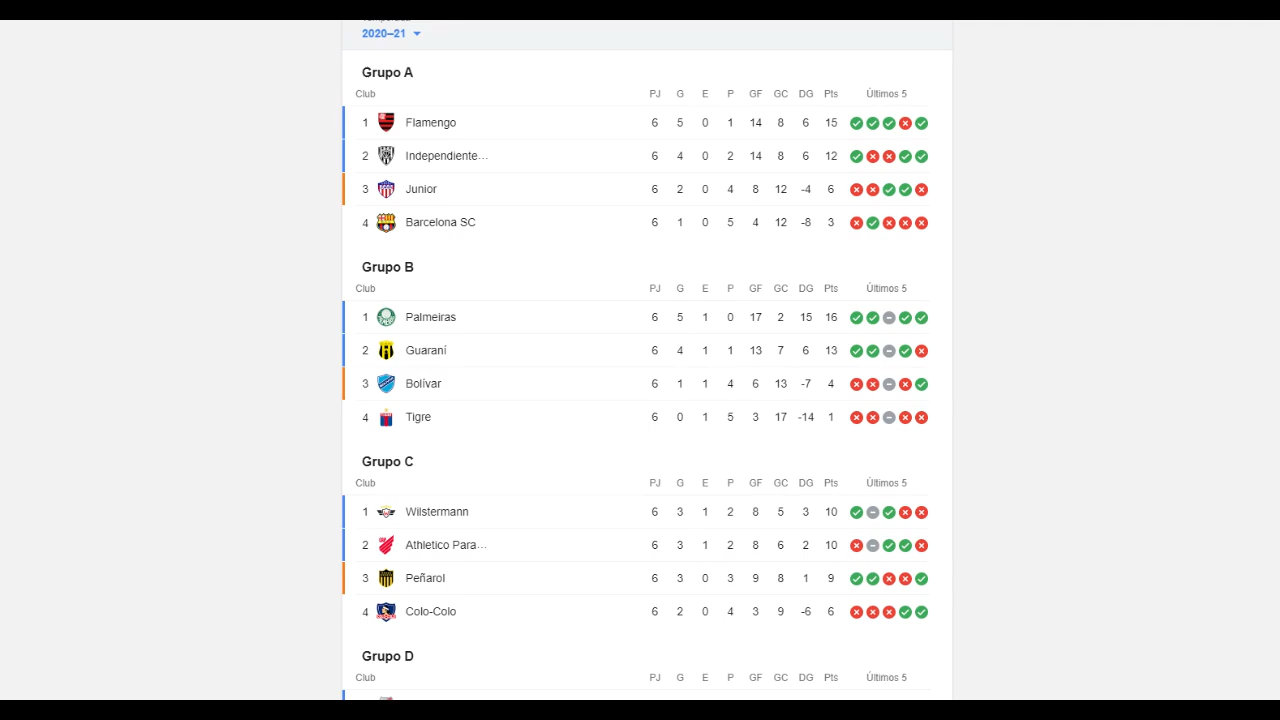 2020–21
Grupo A
Club PJ G E P GF GC DG Pts Últimos 5
1 Flamengo 6 5 0 1 14 8 6 15
2 Independiente... 6 4 0 2 14 8 6 12
3 Junior 6 2 0 4 8 12 -4 6
4 Barcelona SC 6 1 0 5 4 12 -8 3
Grupo B
Club PJ G E P GF GC DG Pts Últimos 5
1 Palmeiras 6 5 1 0 17 2 15 16
2 Guaraní 6 4 1 1 13 7 6 13
3 Bolívar 6 1 1 4 6 13 -7 4
4 Tigre 6 0 1 5 3 17 -14 1
Grupo C
Club PJ G E P GF GC DG Pts Últimos 5
1 Wilstermann 6 3 1 2 8 5 3 10
2 Athletico Para... 6 3 1 2 8 6 2 10
3 Peñarol 6 3 0 3 9 8 1 9
4 Colo-Colo 6 2 0 4 3 9 -6 6
Grupo D
Club PJ G E P GF GC DG Pts Últimos 5